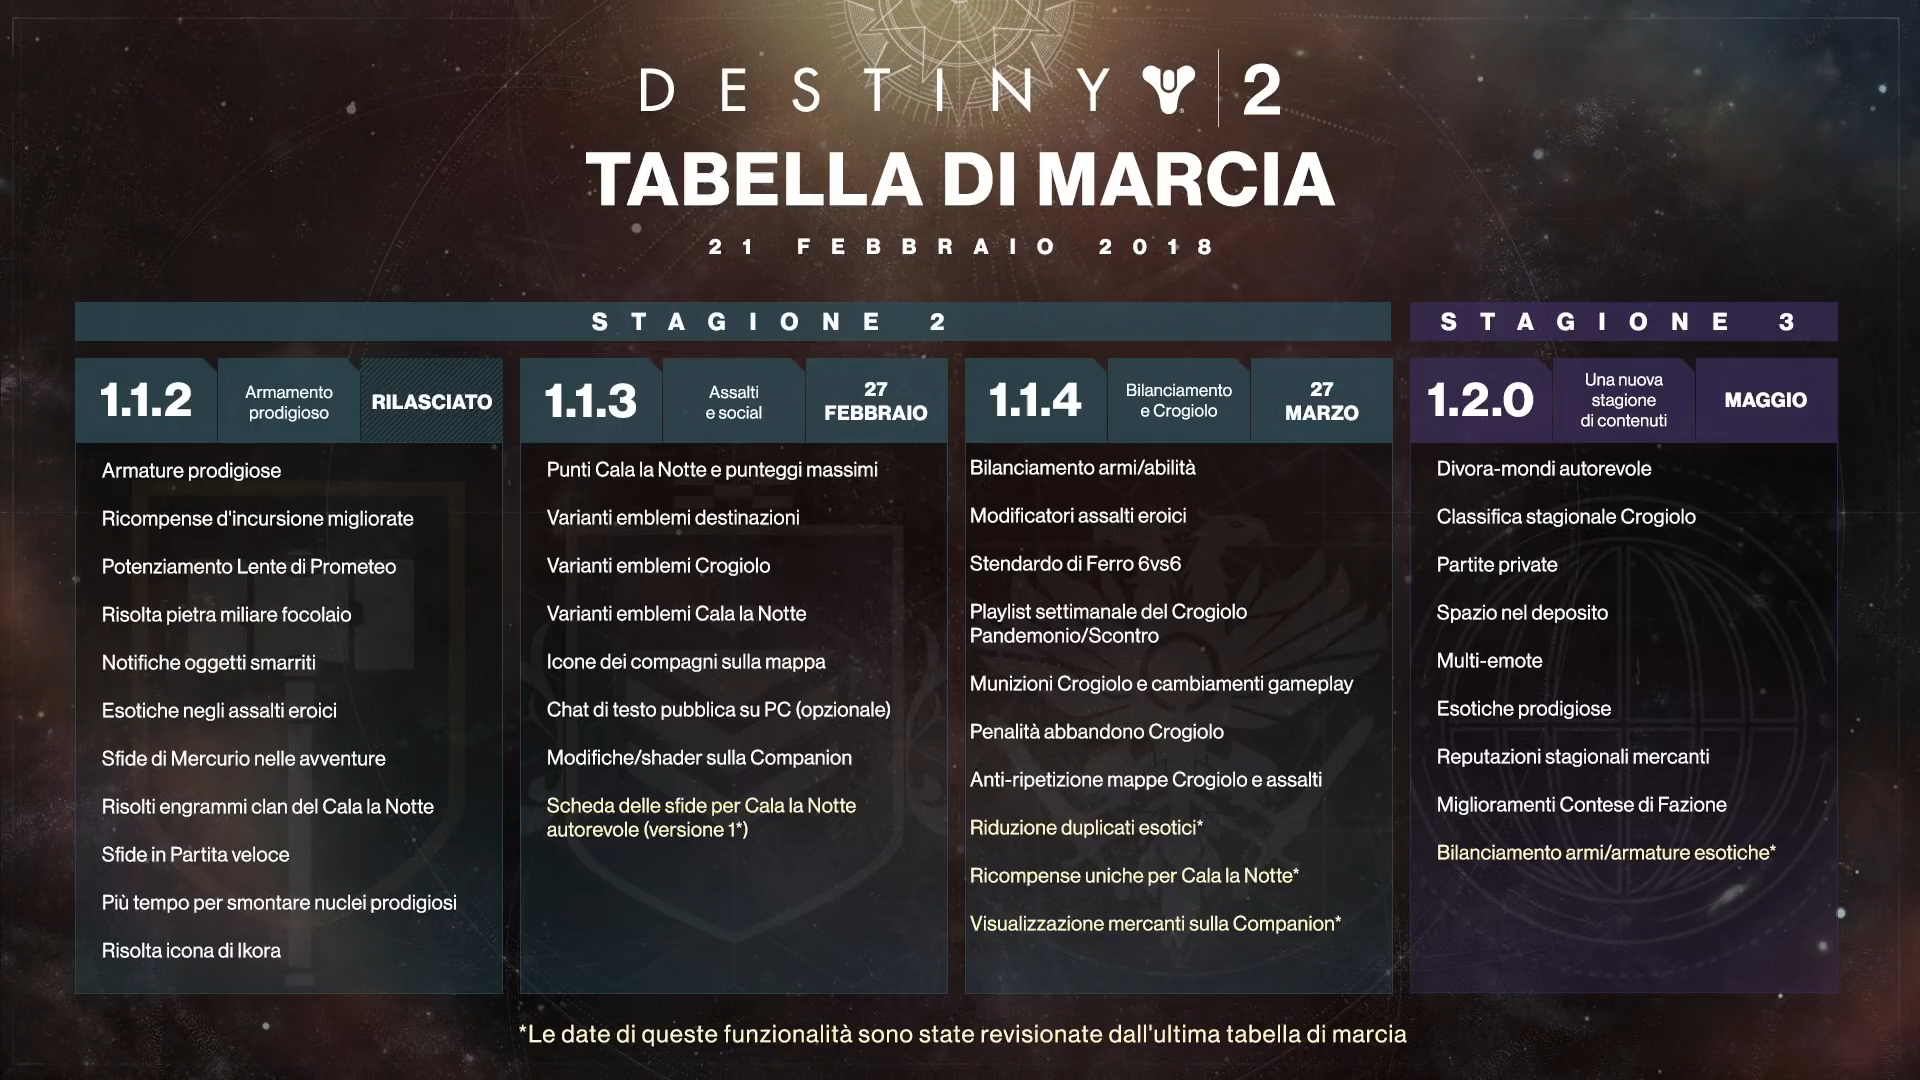 DESTINY 2
TABELLA DI MARCIA
21 FEBBRAIO 2018
STAGIONE 2
1.1.2
Armamento
prodigioso
RILASCIATO
Armature prodigiose
Ricompense d'incursione migliorate
Potenziamento Lente di Prometeo
Risolta pietra miliare focolaio
Notifiche oggetti smarriti
Esotiche negli assalti eroici
Sfide di Mercurio nelle avventure
Risolti engrammi clan del Cala la Notte
Sfide in Partita veloce
Più tempo per smontare nuclei prodigiosi
Risolta icona di Ikora
1.1.3
Assalti
e social
27
FEBBRAIO
Punti Cala la Notte e punteggi massimi
Varianti emblemi destinazioni
Varianti emblemi Crogiolo
Varianti emblemi Cala la Notte
Icone dei compagni sulla mappa
Chat di testo pubblica su PC (opzionale)
Modifiche/shader sulla Companion
Scheda delle sfide per Cala la Notte
autorevole (versione 1*)
1.1.4
Bilanciamento
e Crogiolo
27
MARZO
Bilanciamento armi/abilità
Modificatori assalti eroici
Stendardo di Ferro 6vs6
Playlist settimanale del Crogiolo
Pandemonio/Scontro
Munizioni Crogiolo e cambiamenti gameplay
Penalità abbandono Crogiolo
Anti-ripetizione mappe Crogiolo e assalti
Riduzione duplicati esotici*
Ricompense uniche per Cala la Notte*
Visualizzazione mercanti sulla Companion*
STAGIONE 3
1.2.0
Una nuova
stagione
di contenuti
MAGGIO
Divora-mondi autorevole
Classifica stagionale Crogiolo
Partite private
Spazio nel deposito
Multi-emote
Esotiche prodigiose
Reputazioni stagionali mercanti
Miglioramenti Contese di Fazione
Bilanciamento armi/armature esotiche*
*Le date di queste funzionalità sono state revisionate dall'ultima tabella di marcia